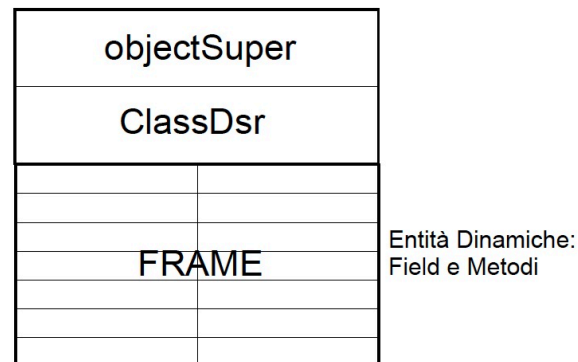 objectSuper
ClassDsr
FRAME
Entità Dinamiche:
Field e Metodi